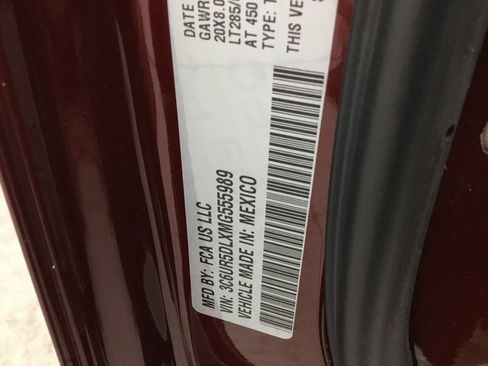 DATE
GAWR
20X8.0
LT285/
AT 450
TYPE:
THIS VE
MFD BY: FCA US LLC
VIN: 3C6UR5DLXMG555989
VEHICLE MADE IN: MEXICO